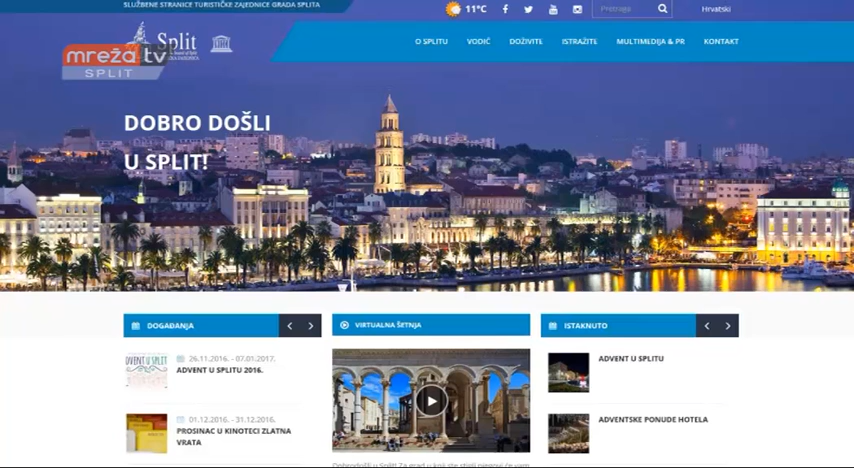 SLUŽBENE STRANICE TURISTIČKE ZAJEDNICE GRADA SPLITA
11°C
Pretraga
Hrvatski
Split
mreža tv
SPLIT
O SPLITU
VODIČ
DOŽIVITE
ISTRAŽITE
MULTIMEDIJA & PR
KONTAKT
DOBRO DOŠLI
U SPLIT!
DOGAĐANJA
26.11.2016. - 07.01.2017.
ADVENT U SPLITU 2016.
01.12.2016. - 31.12.2016.
PROSINAC U KINOTECI ZLATNA
VRATA
VIRTUALNA ŠETNJA
ISTAKNUTO
ADVENT U SPLITU
ADVENTSKE PONUDE HOTELA